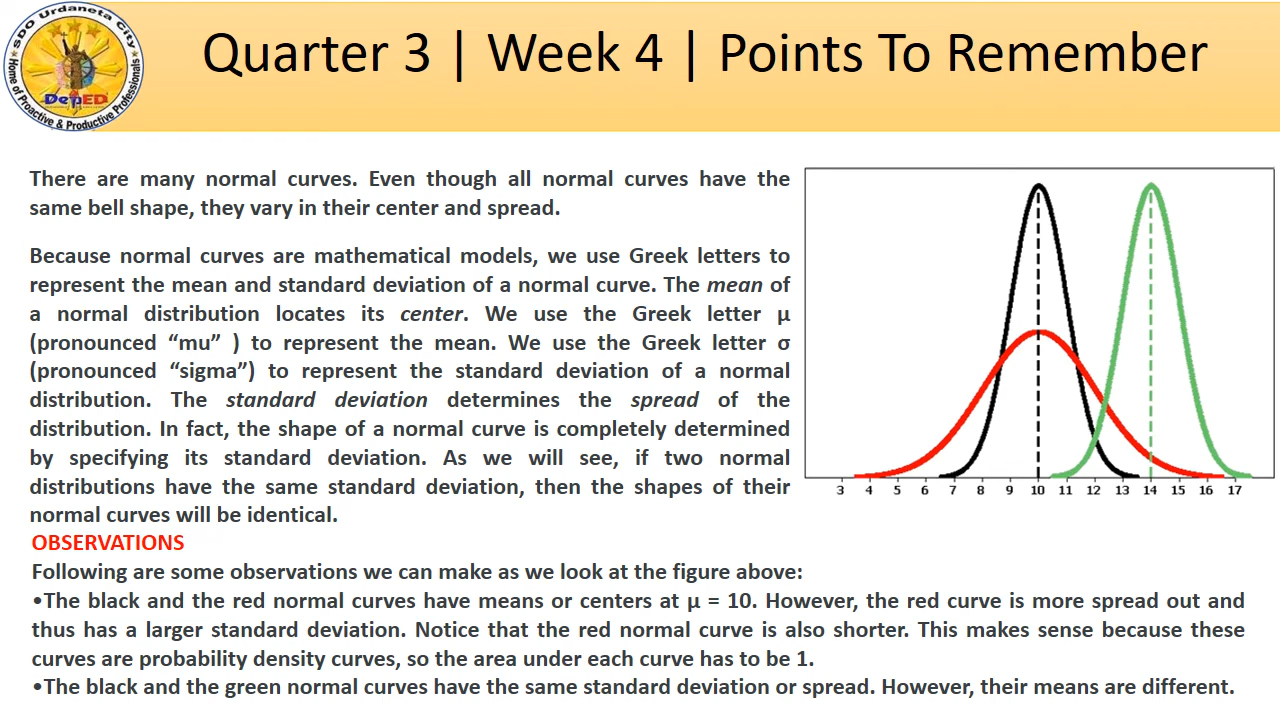 SDO Urdaneta City
DepED
Home of Proactive & Productive Professionals
Quarter 3 | Week 4 | Points To Remember
There are many normal curves. Even though all normal curves have the
same bell shape, they vary in their center and spread.
Because normal curves are mathematical models, we use Greek letters to
represent the mean and standard deviation of a normal curve. The mean of
a normal distribution locates its center. We use the Greek letter μ
(pronounced “mu” ) to represent the mean. We use the Greek letter σ
(pronounced “sigma”) to represent the standard deviation of a normal
distribution. The standard deviation determines the spread of the
distribution. In fact, the shape of a normal curve is completely determined
by specifying its standard deviation. As we will see, if two normal
distributions have the same standard deviation, then the shapes of their
normal curves will be identical.
3 4 5 6 7 8 9 10 11 12 13 14 15 16 17
OBSERVATIONS
Following are some observations we can make as we look at the figure above:
•The black and the red normal curves have means or centers at μ = 10. However, the red curve is more spread out and
thus has a larger standard deviation. Notice that the red normal curve is also shorter. This makes sense because these
curves are probability density curves, so the area under each curve has to be 1.
•The black and the green normal curves have the same standard deviation or spread. However, their means are different.